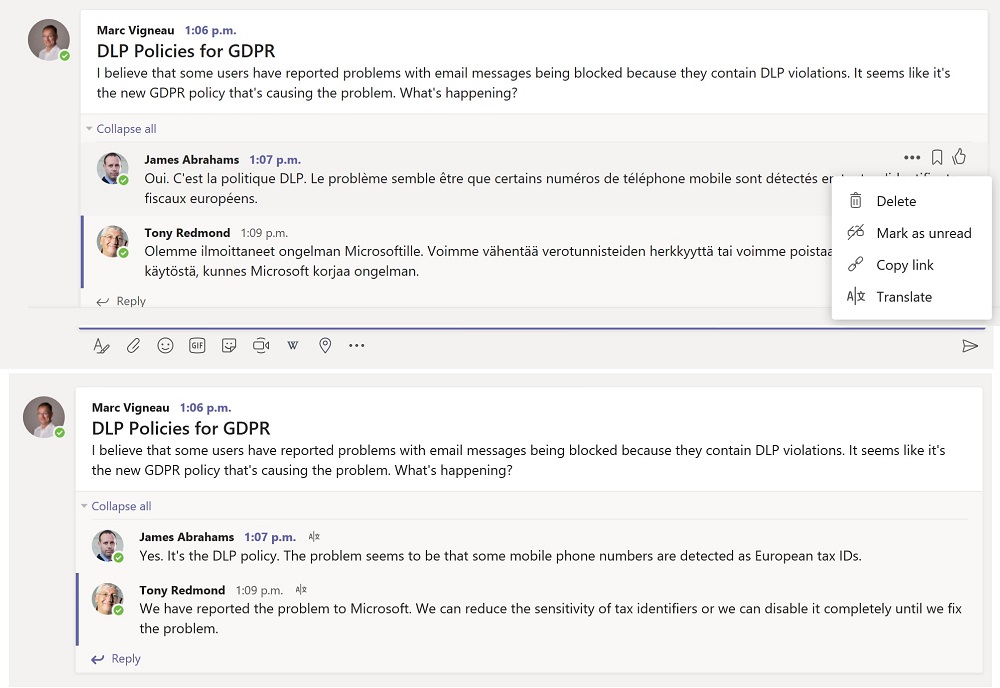 Marc Vigneau 1:06 p.m.
DLP Policies for GDPR
I believe that some users have reported problems with email messages being blocked because they contain DLP violations. It seems like it's
the new GDPR policy that's causing the problem. What's happening?
Collapse all
James Abrahams 1:07 p.m.
Oui. C'est la politique DLP. Le problème semble être que certains numéros de téléphone mobile sont détectés
fiscaux européens.
Tony Redmond 1:09 p.m.
Olemme ilmoittaneet ongelman Microsoftille. Voimme vähentää verotunnisteiden herkkyyttä tai voimme poistaa
käytöstä, kunnes Microsoft korjaa ongelman.
Reply
Delete
Mark as unread
Copy link
Translate
GIF
W
Marc Vigneau 1:06 p.m.
DLP Policies for GDPR
I believe that some users have reported problems with email messages being blocked because they contain DLP violations. It seems like it's
the new GDPR policy that's causing the problem. What's happening?
Collapse all
James Abrahams 1:07 p.m.
Yes. It's the DLP policy. The problem seems to be that some mobile phone numbers are detected as European tax IDs.
Tony Redmond 1:09 p.m.
We have reported the problem to Microsoft. We can reduce the sensitivity of tax identifiers or we can disable it completely until we fix
the problem.
Reply